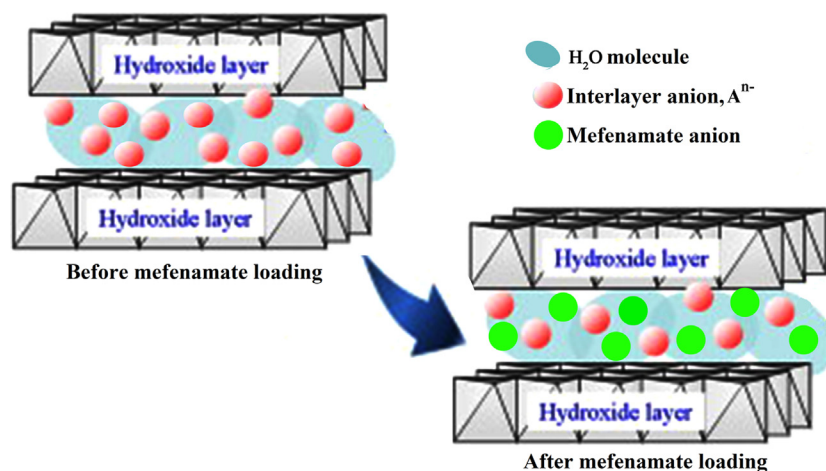 Hydroxide layer
Hydroxide layer
Before mefenamate loading
H₂O molecule
Interlayer anion, Aⁿ⁻
Mefenamate anion
Hydroxide layer
Hydroxide layer
After mefenamate loading